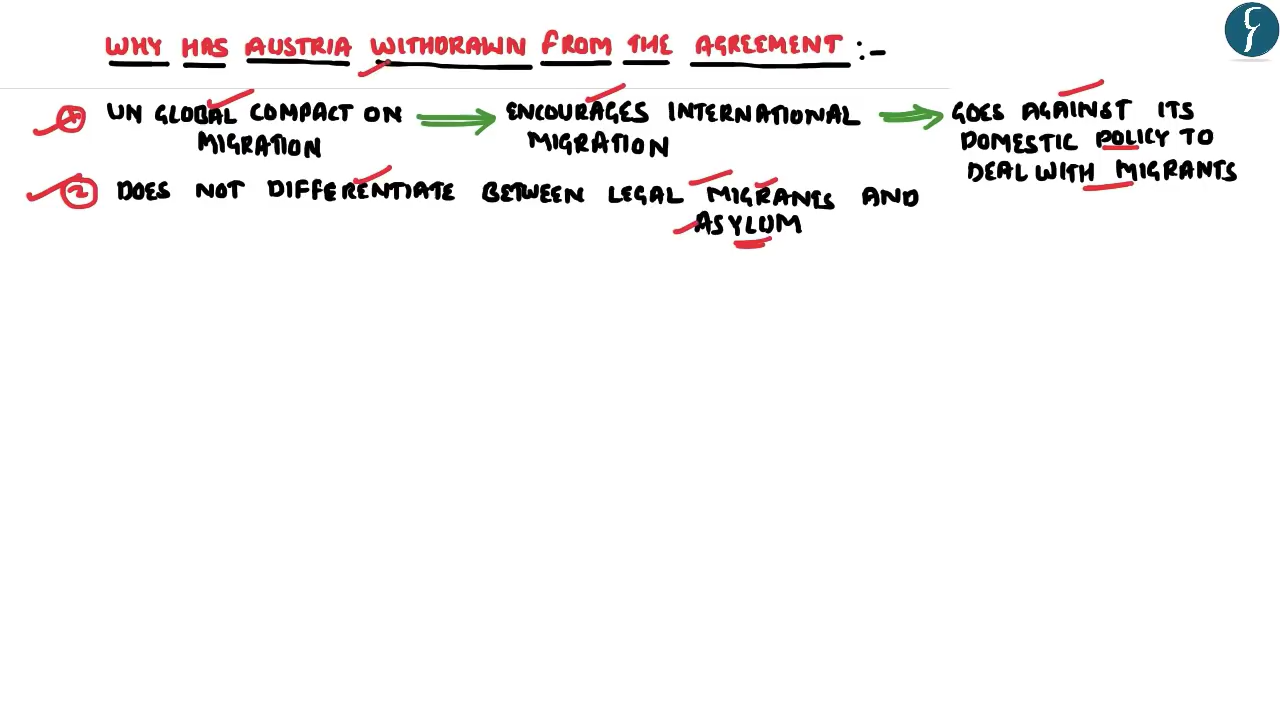 WHY HAS AUSTRIA WITHDRAWN FROM THE AGREEMENT :-
UN GLOBAL COMPACT ON MIGRATION
ENCOURAGES INTERNATIONAL MIGRATION
GOES AGAINST ITS DOMESTIC POLICY TO DEAL WITH MIGRANTS
2 DOES NOT DIFFERENTIATE BETWEEN LEGAL MIGRANTS AND
ASYLUM